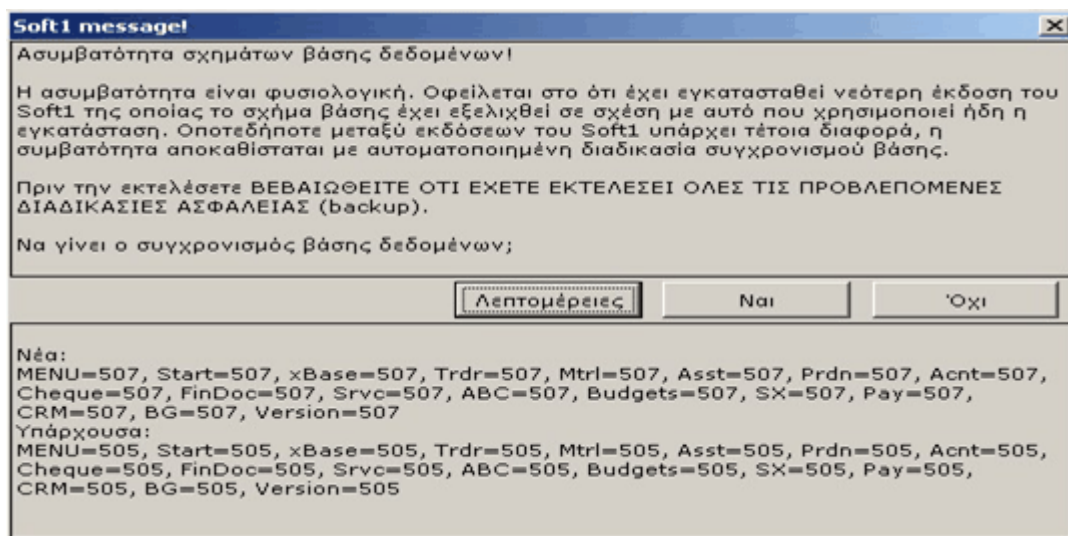 Soft1 message!
Ασυμβατότητα σχημάτων βάσης δεδομένων!
Η ασυμβατότητα είναι φυσιολογική. Οφείλεται στο ότι έχει εγκατασταθεί νεότερη έκδοση του
Soft1 της οποίας το σχήμα βάσης έχει εξελιχθεί σε σχέση με αυτό που χρησιμοποιεί ήδη η
εγκατάσταση. Οποτεδήποτε μεταξύ εκδόσεων του Soft1 υπάρχει τέτοια διαφορά, η
συμβατότητα αποκαθίσταται με αυτοματοποιημένη διαδικασία συγχρονισμού βάσης.
Πριν την εκτελέσετε ΒΕΒΑΙΩΘΕΙΤΕ ΟΤΙ ΕΧΕΤΕ ΕΚΤΕΛΕΣΕΙ ΟΛΕΣ ΤΙΣ ΠΡΟΒΛΕΠΟΜΕΝΕΣ
ΔΙΑΔΙΚΑΣΙΕΣ ΑΣΦΑΛΕΙΑΣ (backup).
Να γίνει ο συγχρονισμός βάσης δεδομένων;
Λεπτομέρειες Ναι Όχι
Νέα:
MENU=507, Start=507, xBase=507, Trdr=507, Mtrl=507, Asst=507, Prdn=507, Acnt=507,
Cheque=507, FinDoc=507, Srvc=507, ABC=507, Budgets=507, SX=507, Pay=507,
CRM=507, BG=507, Version=507
Υπάρχουσα:
MENU=505, Start=505, xBase=505, Trdr=505, Mtrl=505, Asst=505, Prdn=505, Acnt=505,
Cheque=505, FinDoc=505, Srvc=505, ABC=505, Budgets=505, SX=505, Pay=505,
CRM=505, BG=505, Version=505